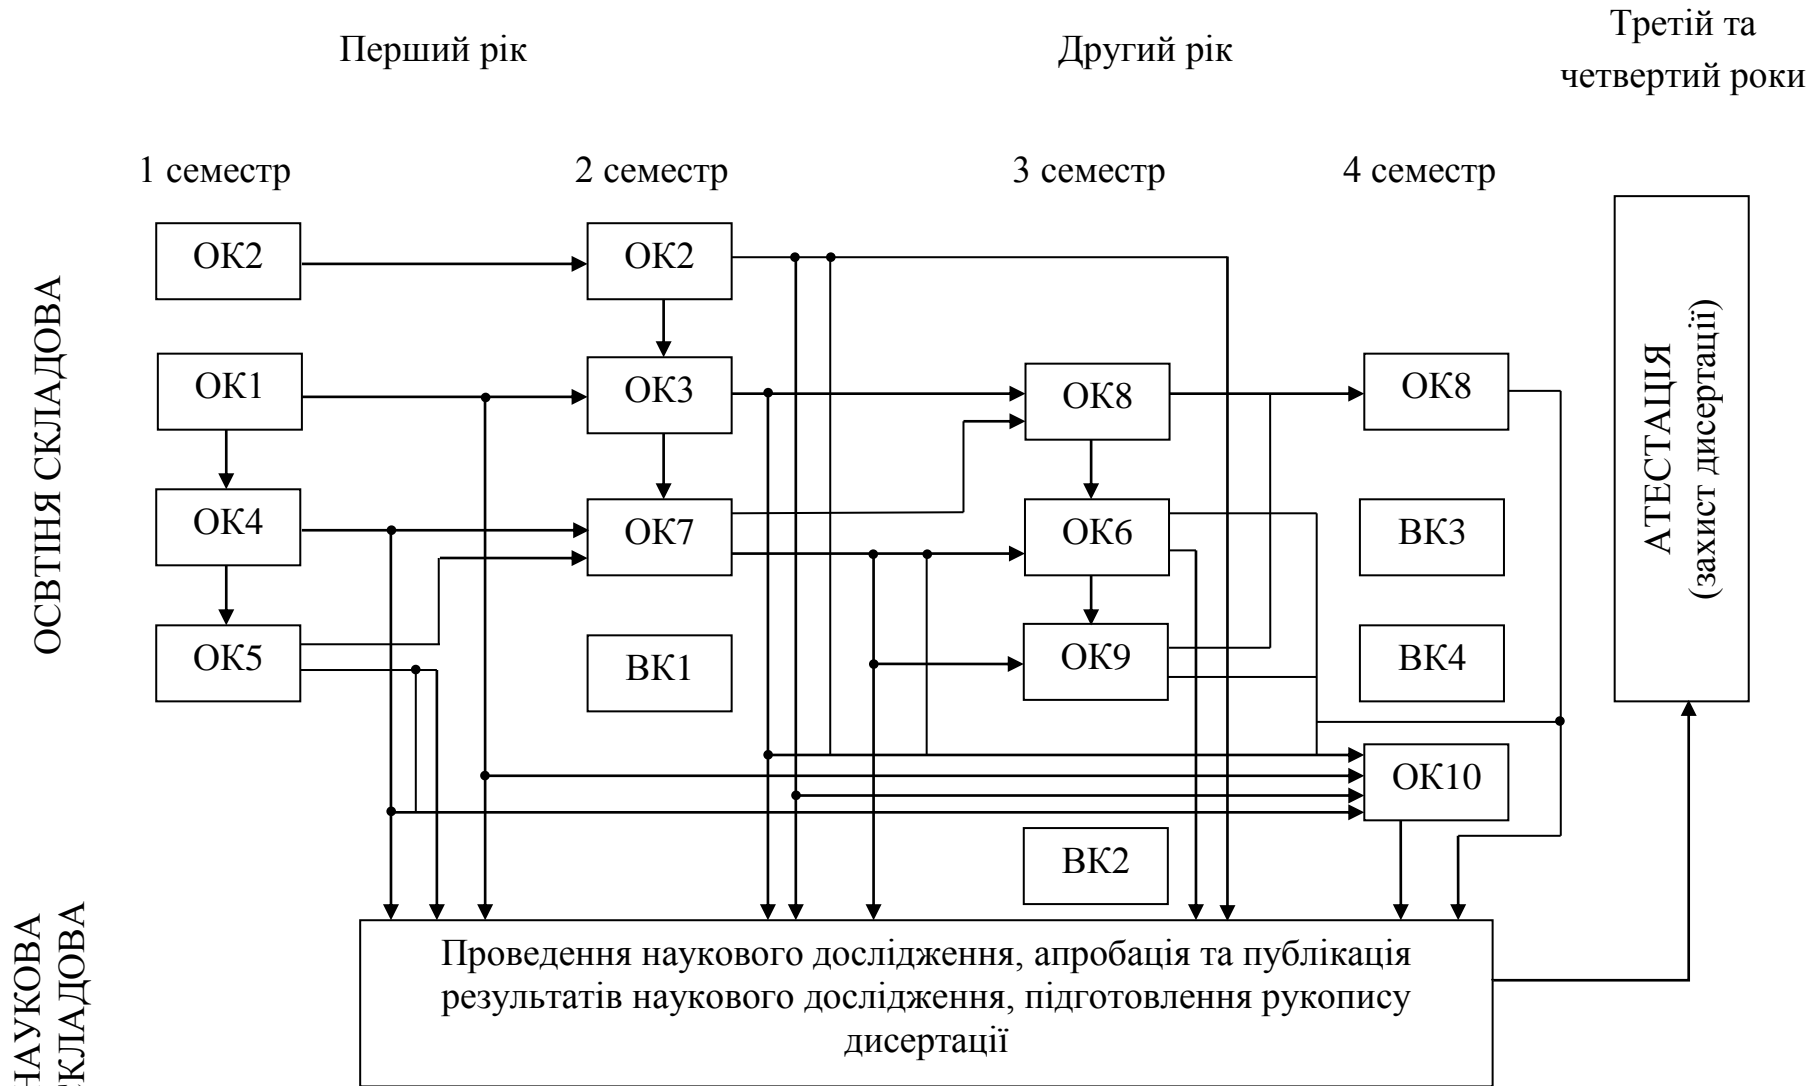 Перший рік
Другий рік
Третій та
четвертий роки
1 семестр
2 семестр
3 семестр
4 семестр
ОСВТІНЯ СКЛАДОВА
ОК2
ОК2
ОК1
ОК3
ОК8
ОК8
ОК4
ОК7
ОК6
ВК3
ОК5
ВК1
ОК9
ВК4
ОК10
ВК2
АТЕСТАЦІЯ
(захист дисертації)
НАУКОВА
СКЛАДОВА
Проведення наукового дослідження, апробація та публікація
результатів наукового дослідження, підготовлення рукопису
дисертації